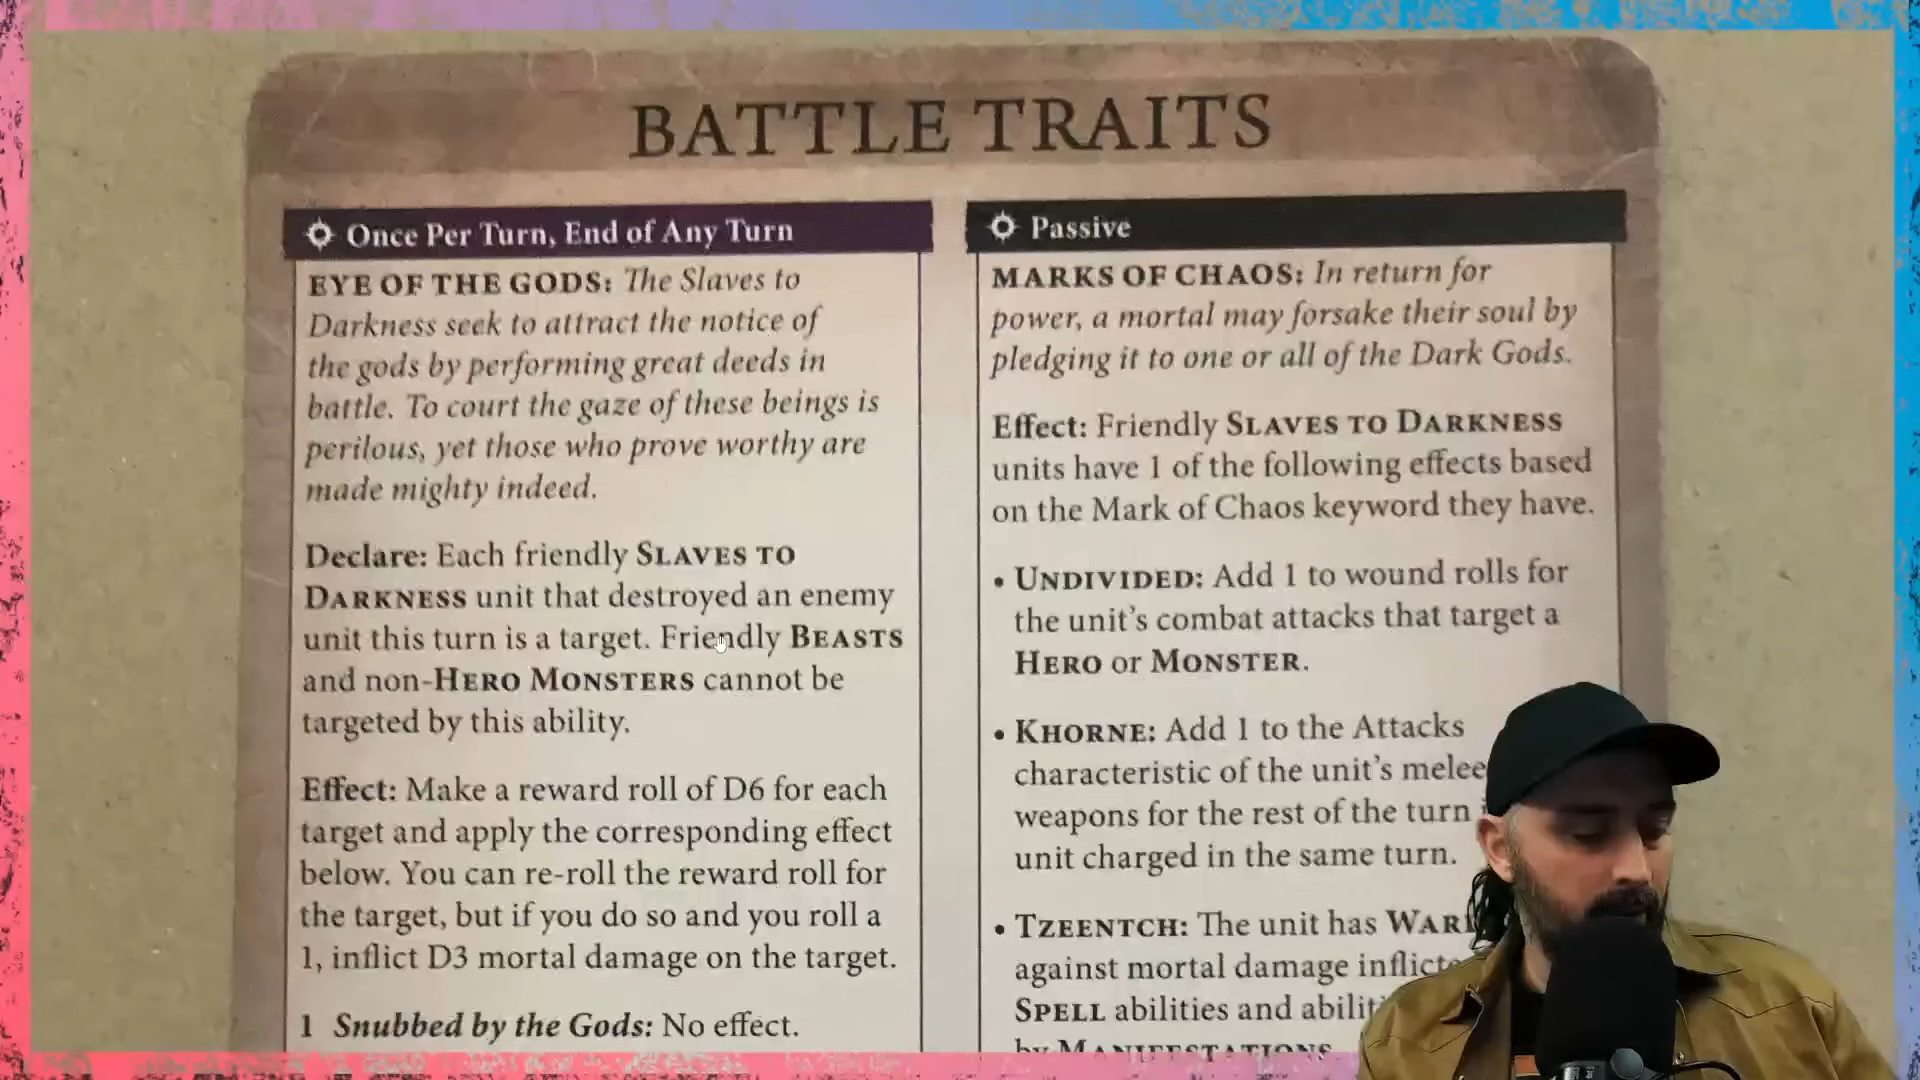 BATTLE TRAITS
Once Per Turn, End of Any Turn
EYE OF THE GODS: The Slaves to
Darkness seek to attract the notice of
the gods by performing great deeds in
battle. To court the gaze of these beings is
perilous, yet those who prove worthy are
made mighty indeed.
Declare: Each friendly SLAVES TO
DARKNESS unit that destroyed an enemy
unit this turn is a target. Friendly BEASTS
and non-HERO MONSTERS cannot be
targeted by this ability.
Effect: Make a reward roll of D6 for each
target and apply the corresponding effect
below. You can re-roll the reward roll for
the target, but if you do so and you roll a
1, inflict D3 mortal damage on the target.
1 Snubbed by the Gods: No effect.
Passive
MARKS OF CHAOS: In return for
power, a mortal may forsake their soul by
pledging it to one or all of the Dark Gods.
Effect: Friendly SLAVES TO DARKNESS
units have 1 of the following effects based
on the Mark of Chaos keyword they have.
• UNDIVIDED: Add 1 to wound rolls for
the unit's combat attacks that target a
HERO or MONSTER.
• KHORNE: Add 1 to the Attacks
characteristic of the unit's melee
weapons for the rest of the turn
unit charged in the same turn.
• TZEENTCH: The unit has
against mortal damage
SPELL abilities and
by MANIFESTATIONS